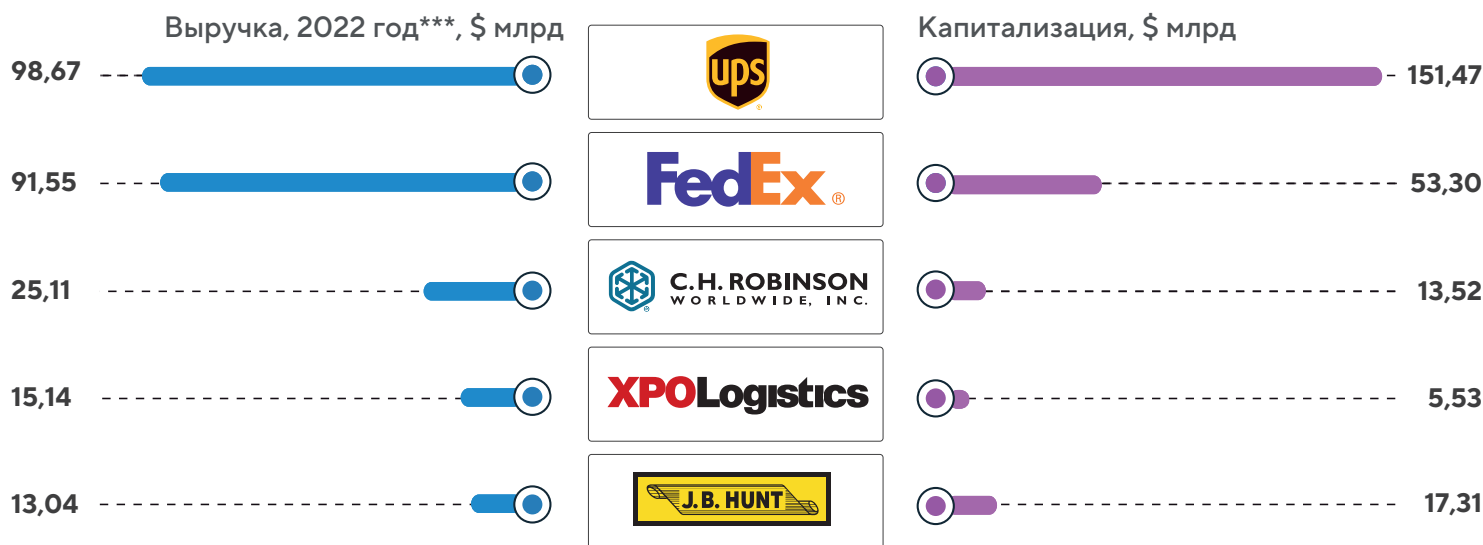 Выручка, 2022 год***, $ млрд
Капитализация, $ млрд
98,67
ups
151,47
91,55
FedEx®
53,30
25,11
C.H. ROBINSON
WORLDWIDE, INC.
13,52
15,14
XPOLogistics
5,53
13,04
J.B. HUNT
17,31